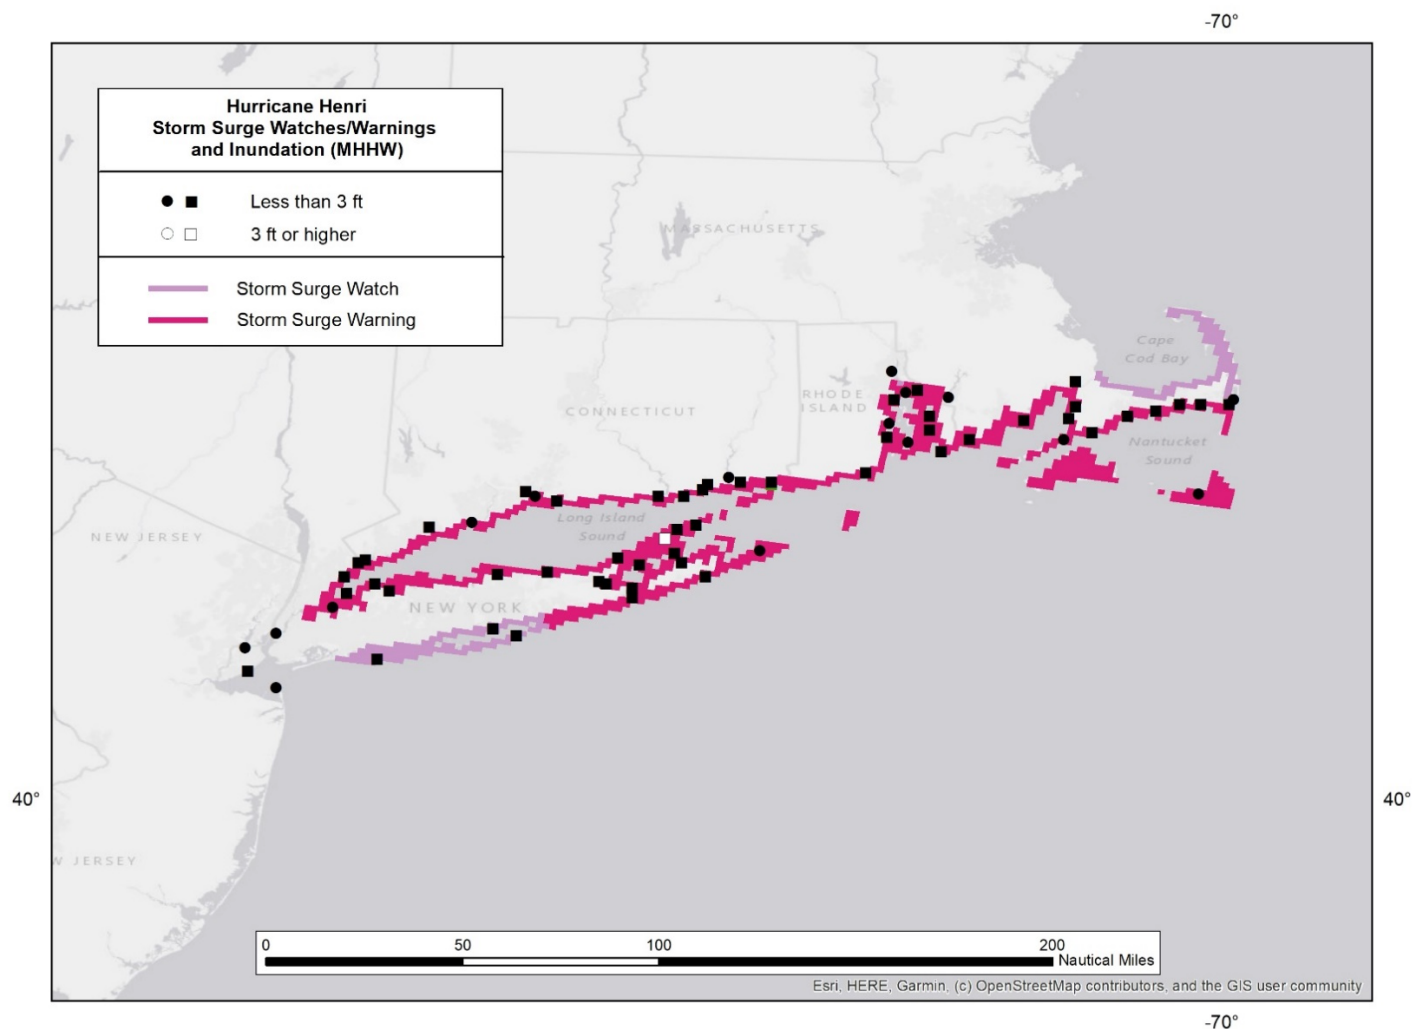 -70°
Hurricane Henri
Storm Surge Watches/Warnings
and Inundation (MHHW)
Less than 3 ft
3 ft or higher
Storm Surge Watch
Storm Surge Warning
MASSACHUSETTS
Cape
Cod Bay
RHODE
ISLAND
CONNECTICUT
Nantucket
Sound
Long Island
Sound
NEW JERSEY
NEW YORK
40°
40°
W JERSEY
0
50
100
200
Nautical Miles
Esri, HERE, Garmin, (c) OpenStreetMap contributors, and the GIS user community
-70°